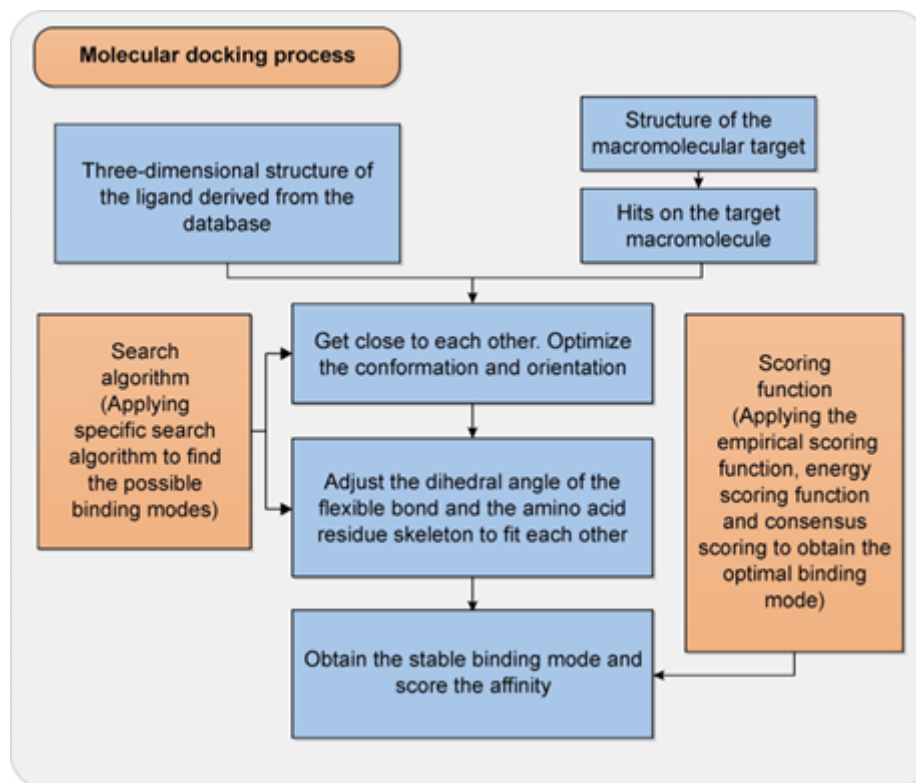 Molecular docking process
Three-dimensional structure of
the ligand derived from the
database
Structure of the
macromolecular target
Hits on the target
macromolecule
Get close to each other. Optimize
the conformation and orientation
Search
algorithm
(Applying
specific search
algorithm to find
the possible
binding modes)
Adjust the dihedral angle of the
flexible bond and the amino acid
residue skeleton to fit each other
Scoring
function
(Applying the
empirical scoring
function, energy
scoring function
and consensus
scoring to obtain the
optimal binding
mode)
Obtain the stable binding mode and
score the affinity